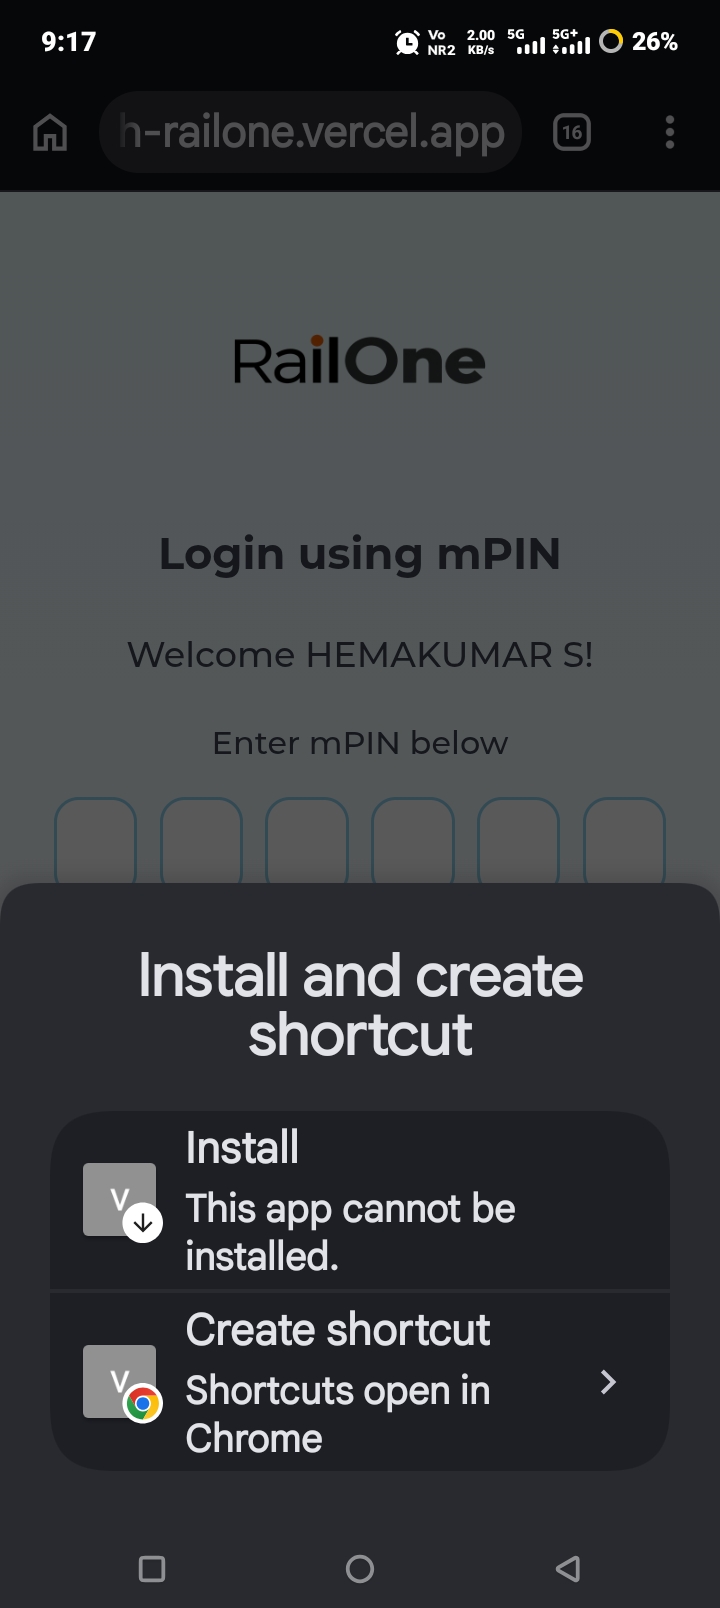 9:17
Vo
NR2
2.00
KB/s
5G
5G+
26%
h-railone.vercel.app
16
RailOne
Login using mPIN
Welcome HEMAKUMAR S!
Enter mPIN below
Install and create
shortcut
V
Install
This app cannot be
installed.
V
Create shortcut
Shortcuts open in
Chrome